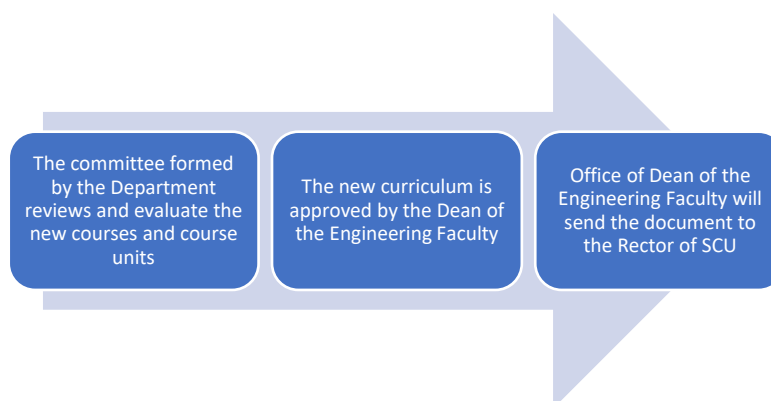 The committee formed
by the Department
reviews and evaluate the
new courses and course
units
The new curriculum is
approved by the Dean of
the Engineering Faculty
Office of Dean of the
Engineering Faculty will
send the document to
the Rector of SCU